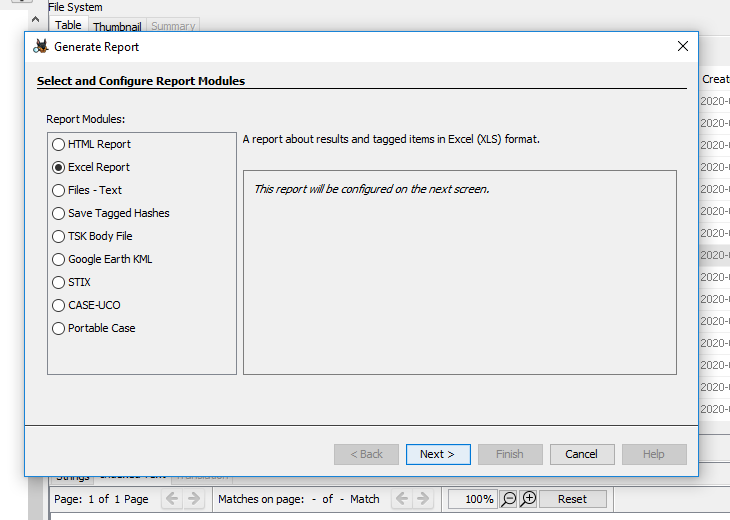 File System
Table Thumbnail Summary
Generate Report
Select and Configure Report Modules
Creat
Report Modules:
HTML Report
A report about results and tagged items in Excel (XLS) format.
2020-0
Excel Report
2020-0
Files - Text
This report will be configured on the next screen.
2020-0
Save Tagged Hashes
2020-0
TSK Body File
2020-0
Google Earth KML
2020-0
STIX
2020-0
CASE-UCO
2020-0
Portable Case
2020-0
2020-0
2020-0
2020-0
2020-0
2020-0
< Back Next > Finish Cancel Help
Strings Indexed Text Translation
Page: 1 of 1 Page Matches on page: - of - Match 100% Reset